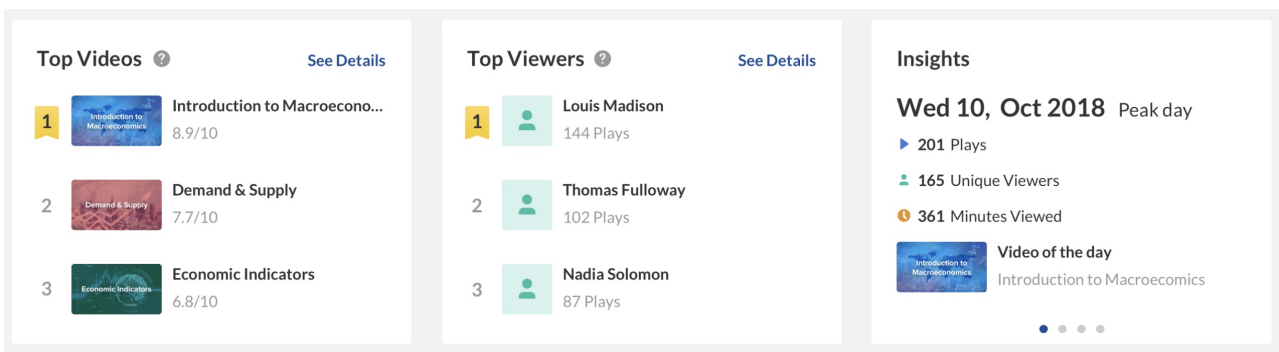 Top Videos ?
See Details
1
Introduction to Macroeconomics
Introduction to Macroecono...
8.9/10
2
Demand & Supply
Demand & Supply
7.7/10
3
Economic Indicators
Economic Indicators
6.8/10
Top Viewers ?
See Details
1
Louis Madison
144 Plays
2
Thomas Fulloway
102 Plays
3
Nadia Solomon
87 Plays
Insights
Wed 10, Oct 2018 Peak day
201 Plays
165 Unique Viewers
361 Minutes Viewed
Introduction to
Macroeconomics
Video of the day
Introduction to Macroecomics